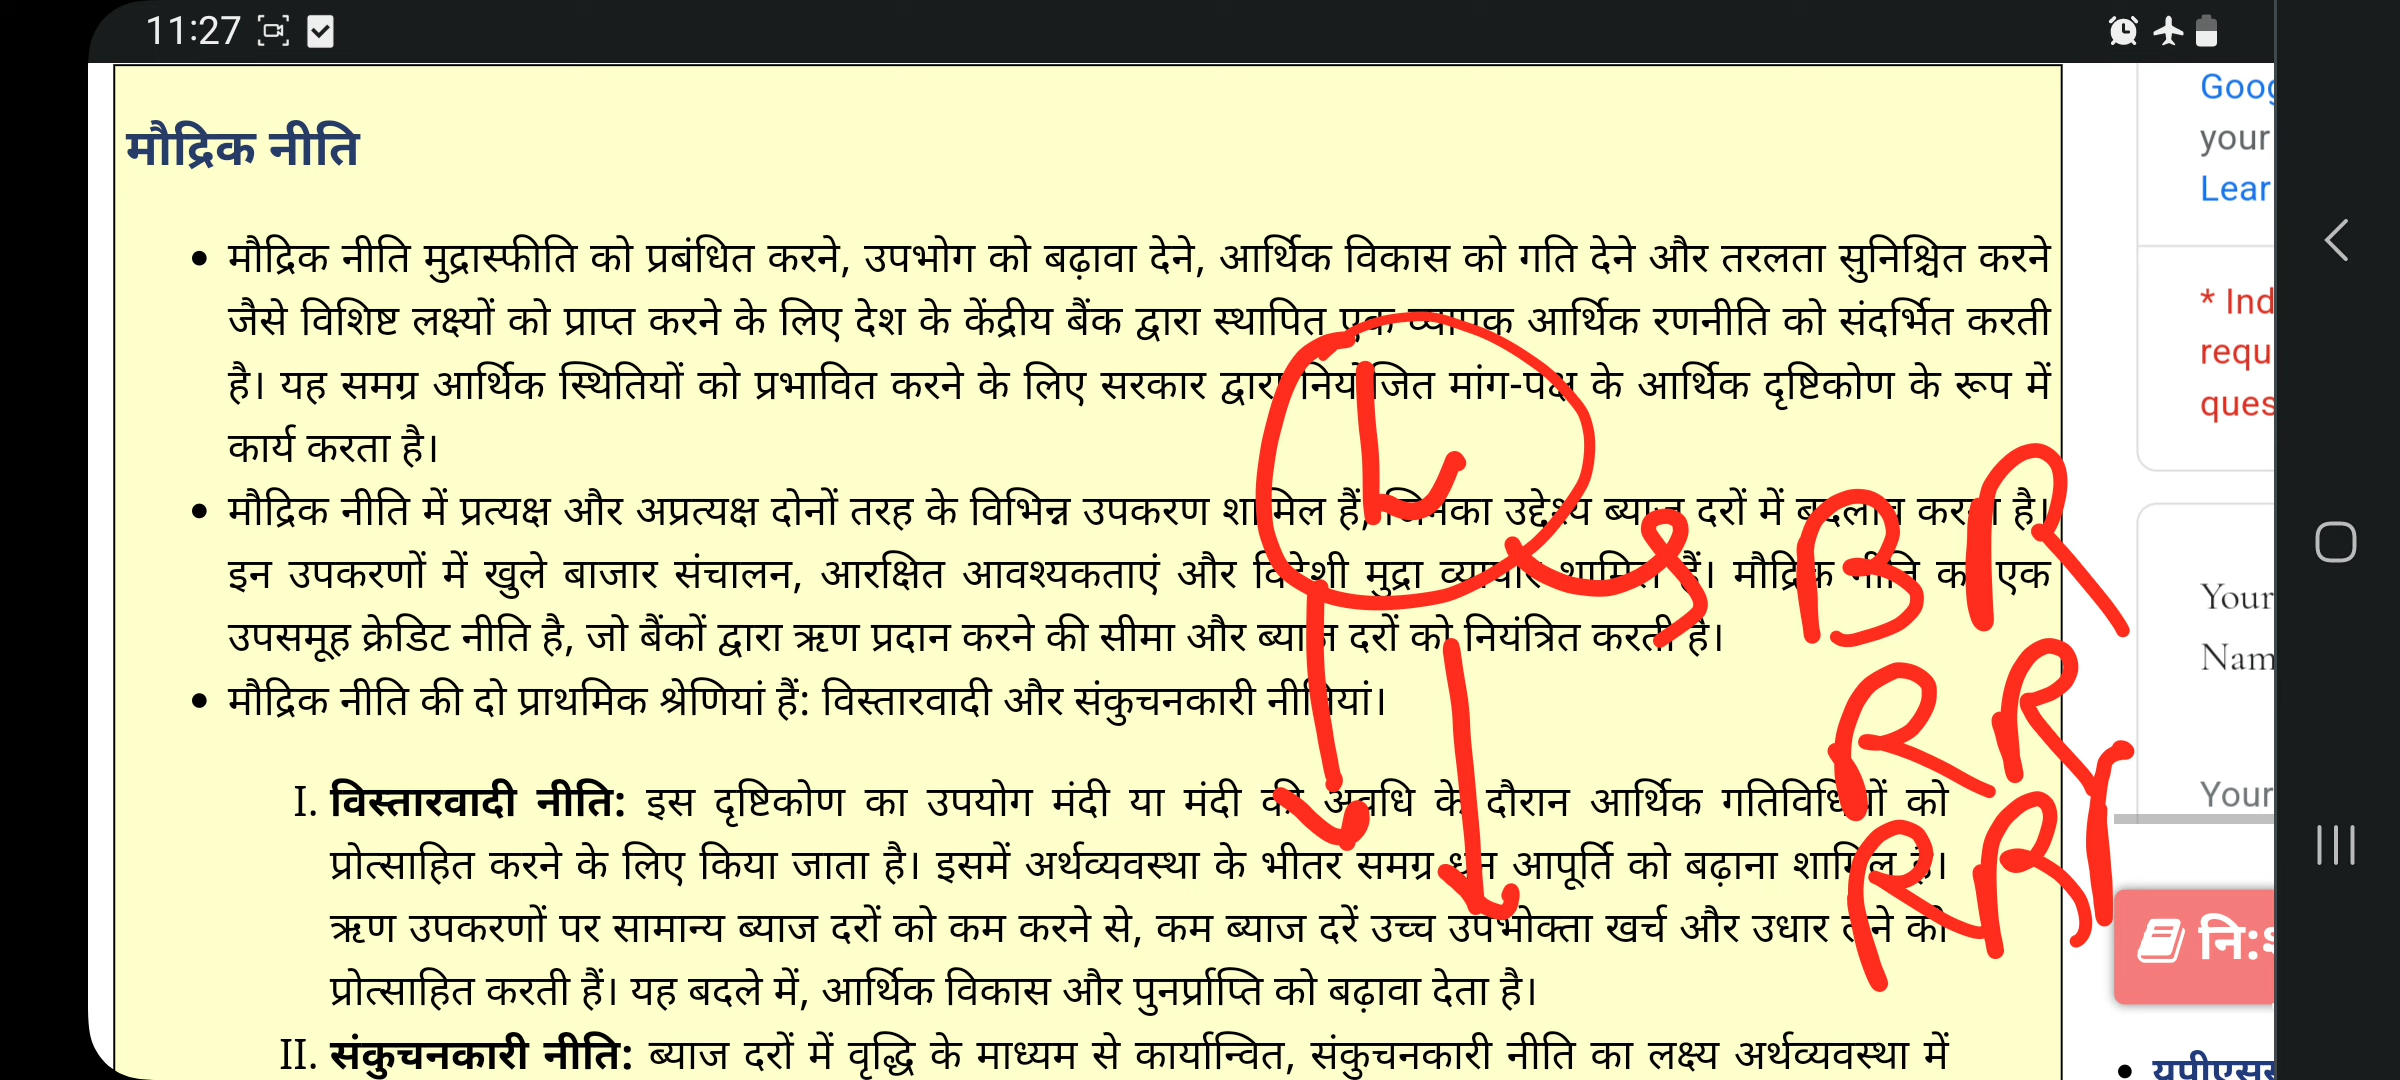 11:27
मौद्रिक नीति
मौद्रिक नीति मुद्रास्फीति को प्रबंधित करने, उपभोग को बढ़ावा देने, आर्थिक विकास को गति देने और तरलता सुनिश्चित करने
जैसे विशिष्ट लक्ष्यों को प्राप्त करने के लिए देश के केंद्रीय बैंक द्वारा स्थापित एक व्यापक आर्थिक रणनीति को संदर्भित करती
है। यह समग्र आर्थिक स्थितियों को प्रभावित करने के लिए सरकार द्वारा नियोजित मांग-पक्ष के आर्थिक दृष्टिकोण के रूप में
कार्य करता है।
मौद्रिक नीति में प्रत्यक्ष और अप्रत्यक्ष दोनों तरह के विभिन्न उपकरण शामिल हैं, जिनका उद्देश्य ब्याज दरों में बदलाव करना है।
इन उपकरणों में खुले बाजार संचालन, आरक्षित आवश्यकताएं और विदेशी मुद्रा व्यापार शामिल हैं। मौद्रिक नीति का एक
उपसमूह क्रेडिट नीति है, जो बैंकों द्वारा ऋण प्रदान करने की सीमा और ब्याज दरों को नियंत्रित करती है।
मौद्रिक नीति की दो प्राथमिक श्रेणियां हैं: विस्तारवादी और संकुचनकारी नीतियां।
I. विस्तारवादी नीति: इस दृष्टिकोण का उपयोग मंदी या मंदी की अवधि के दौरान आर्थिक गतिविधियों को
प्रोत्साहित करने के लिए किया जाता है। इसमें अर्थव्यवस्था के भीतर समग्र धन आपूर्ति को बढ़ाना शामिल है।
ऋण उपकरणों पर सामान्य ब्याज दरों को कम करने से, कम ब्याज दरें उच्च उपभोक्ता खर्च और उधार लेने को
प्रोत्साहित करती हैं। यह बदले में, आर्थिक विकास और पुनर्प्राप्ति को बढ़ावा देता है।
II. संकुचनकारी नीति: ब्याज दरों में वृद्धि के माध्यम से कार्यान्वित, संकुचनकारी नीति का लक्ष्य अर्थव्यवस्था में
L
BR
RR
RR
Goog
your
Lear
* Ind
requ
ques
Your
Nam
Your
नि:
यूपीएस